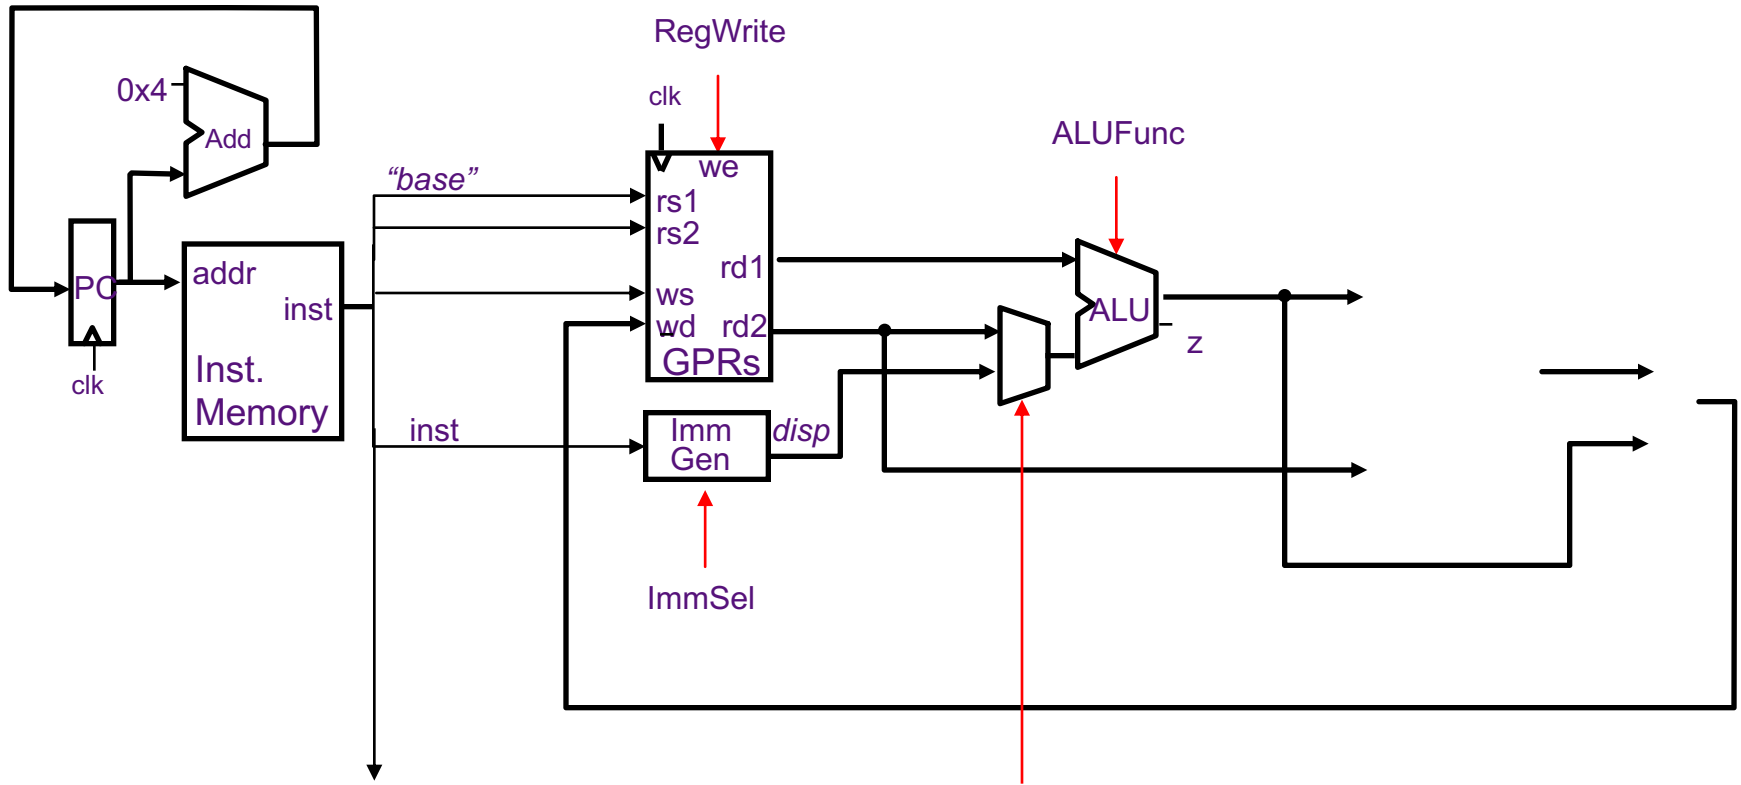 RegWrite
0x4
Add
clk
ALUFunc
“base”
we
rs1
rs2
rd1
ws
wd
rd2
GPRs
ALU
z
PC
clk
addr
inst
Inst.
Memory
inst
Imm
Gen
disp
ImmSel